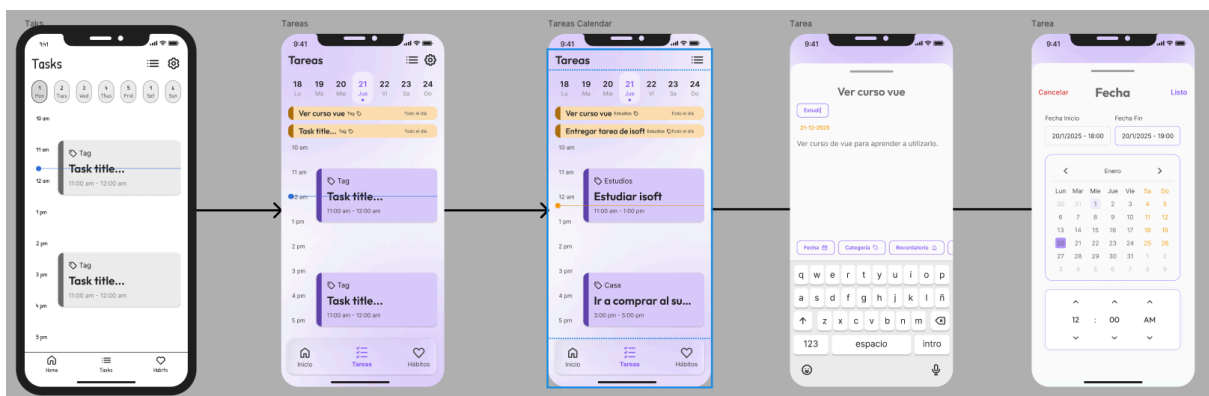 Taks
9:41
Tasks
1 2 3 4 5 1 6
Mon Tues Wed Thus Frid Sat Sun
10 am
11 am
Tag
Task title...
12 am
11:00 am - 12:00 am
1 pm
2 pm
Tag
3 pm
Task title...
11:00 am - 12:00 am
4 pm
5 pm
Home Tasks Habits
Tareas
9:41
Tareas
18 19 20 21 22 23 24
Lu Ma Mie Jue Vi Sa Do
Ver curso vue Tag Todo el día
Task title... Tag Todo el día
10 am
11 am
Tag
12 am
Task title...
11:00 am - 12:00 am
1 pm
2 pm
3 pm
Tag
4 pm
Task title...
11:00 am - 12:00 am
5 pm
Inicio Tareas Hábitos
Tareas Calendar
9:41
Tareas
18 19 20 21 22 23 24
Lu Ma Mie Jue Vi Sa Do
Ver curso vue Estudios Todo el día
Entregar tarea de isoft Estudios Todo el día
10 am
11 am
Estudios
12 am
Estudiar isoft
11:00 am - 1:00 pm
1 pm
2 pm
3 pm
Casa
4 pm
Ir a comprar al su...
3:00 pm - 5:00 pm
5 pm
Inicio Tareas Hábitos
Tarea
9:41
Ver curso vue
Estudi
21-12-2025
Ver curso de vue para aprender a utilizarlo.
Fecha Categoria Recordatorio
q w e r t y u i o p
a s d f g h j k l ñ
z x c v b n m
123 espacio intro
Tarea
9:41
Cancelar Fecha Listo
Fecha Inicio Fecha Fin
20/1/2025 - 18:00 20/1/2025 - 19:00
Enero
Lun Mar Mie Jue Vie Sa Do
30 21 1 2 3 4 5
6 7 8 9 10 11 12
13 14 15 16 17 18 19
20 21 22 23 24 25 26
27 28 29 30 31 1 2
3 4 5 6 7 8 9
12 : 00 AM